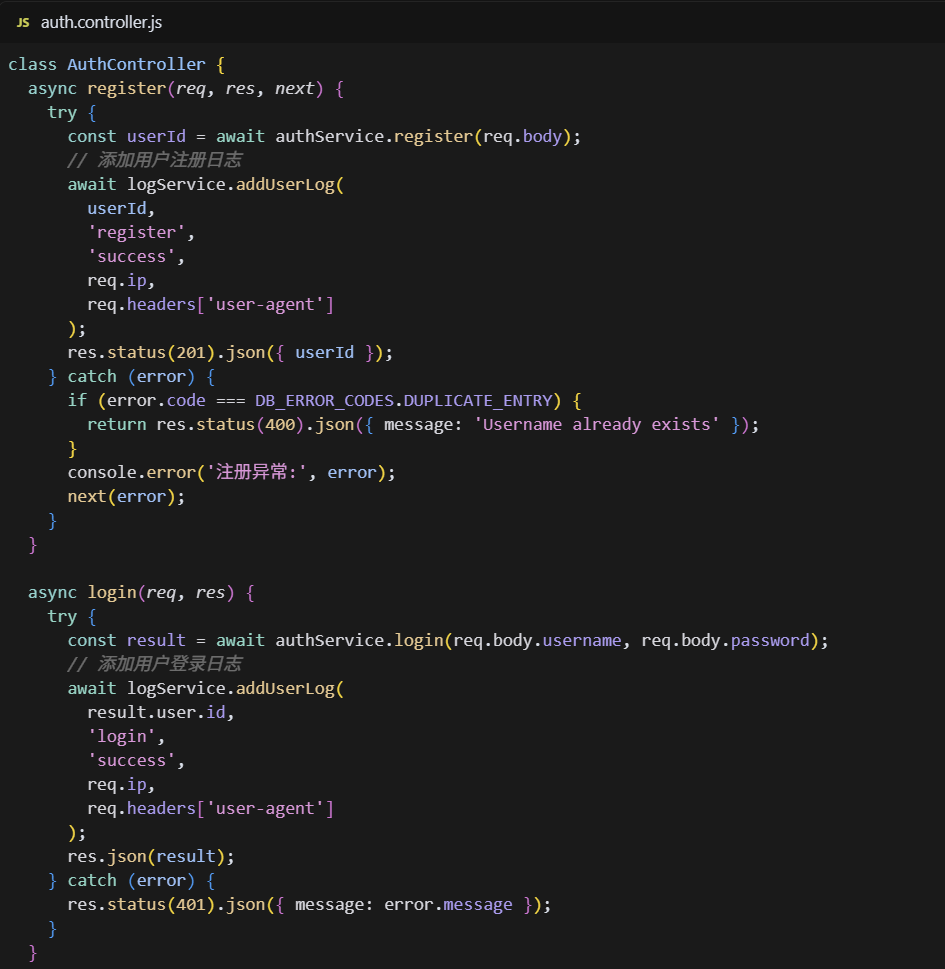 JS auth.controller.js
class AuthController {
async register(req, res, next) {
try {
const userId = await authService.register(req.body);
// 添加用户注册日志
await logService.addUserLog(
userId,
'register',
'success',
req.ip,
req.headers['user-agent']
);
res.status(201).json({ userId });
} catch (error) {
if (error.code === DB_ERROR_CODES.DUPLICATE_ENTRY) {
return res.status(400).json({ message: 'Username already exists' });
}
console.error('注册异常:', error);
next(error);
}
}
async login(req, res) {
try {
const result = await authService.login(req.body.username, req.body.password);
// 添加用户登录日志
await logService.addUserLog(
result.user.id,
'login',
'success',
req.ip,
req.headers['user-agent']
);
res.json(result);
} catch (error) {
res.status(401).json({ message: error.message });
}
}